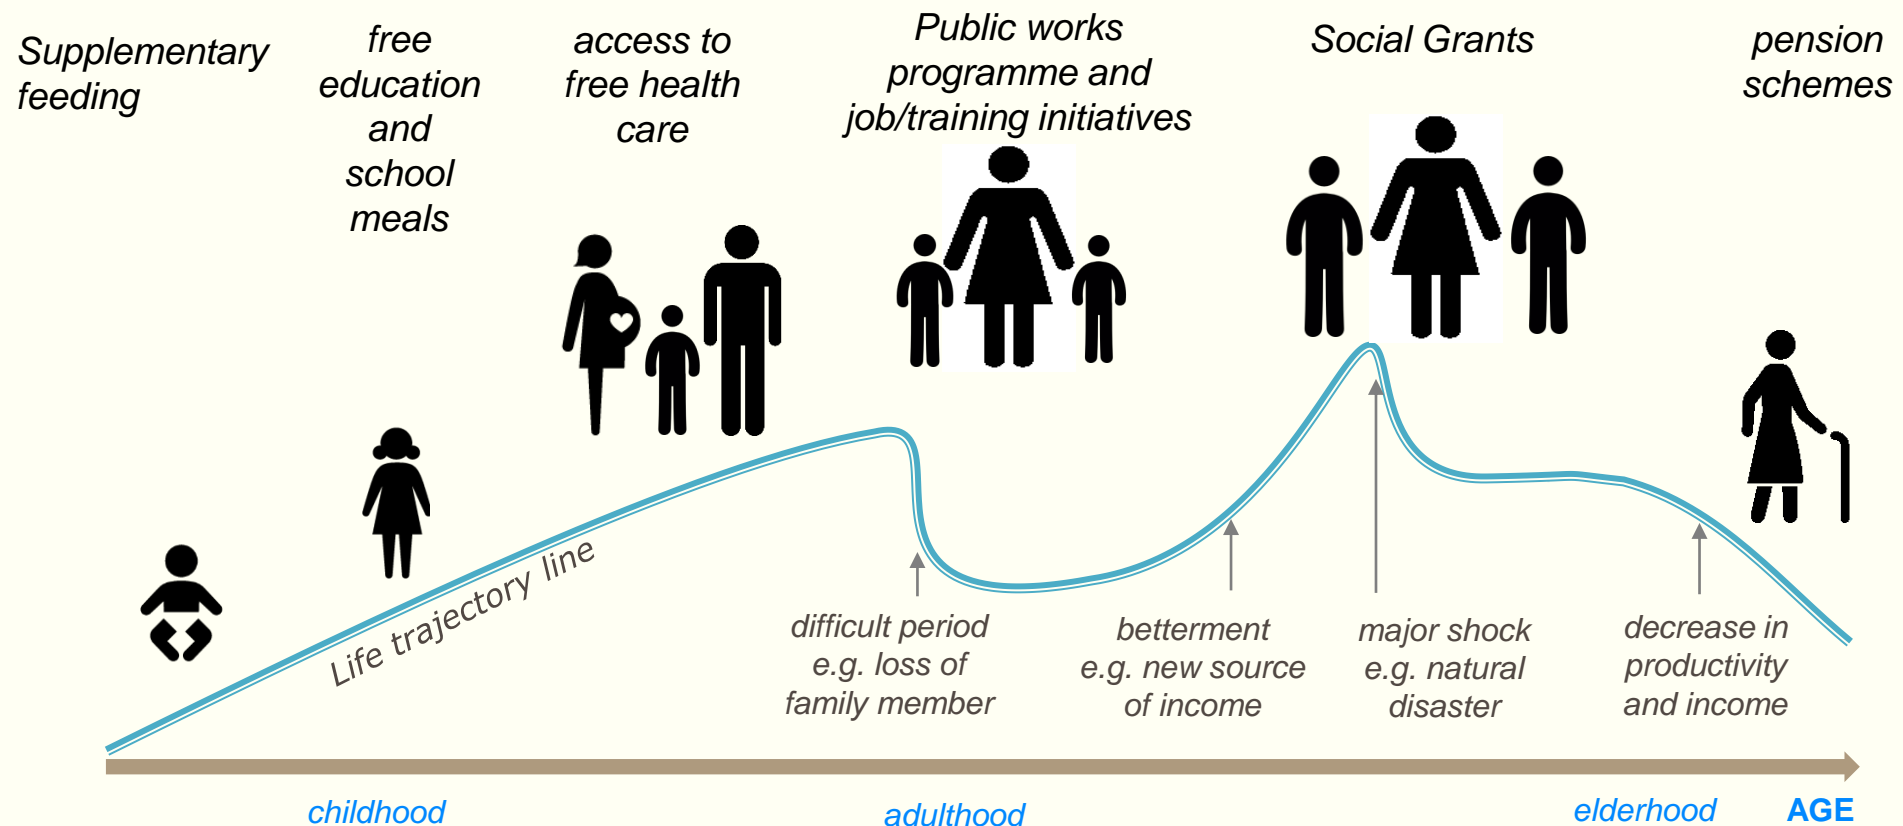 Supplementary
feeding
free
education
and
school
meals
access to
free health
care
Public works
programme and
job/training initiatives
Social Grants
pension
schemes
Life trajectory line
difficult period
e.g. loss of
family member
betterment
e.g. new source
of income
major shock
e.g. natural
disaster
decrease in
productivity
and income
childhood
adulthood
elderhood
AGE